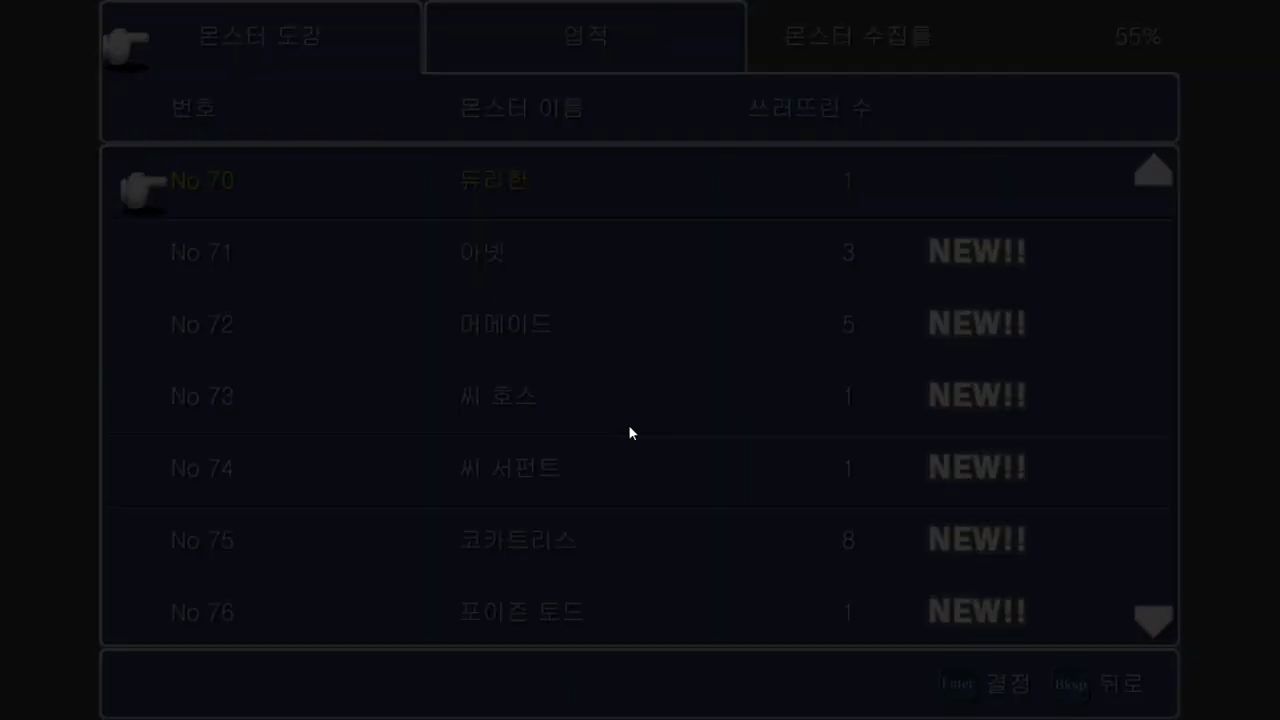 몬스터 도감 업적 몬스터 수집률 55%
번호 몬스터 이름 쓰러뜨린 수
No 70 듀라한 1
No 71 아넷 3 NEW!!
No 72 머메이드 5 NEW!!
No 73 씨 호스 1 NEW!!
No 74 씨 서펀트 1 NEW!!
No 75 코카트리스 8 NEW!!
No 76 포이즌 토드 1 NEW!!
Enter 결정 Bksp 뒤로